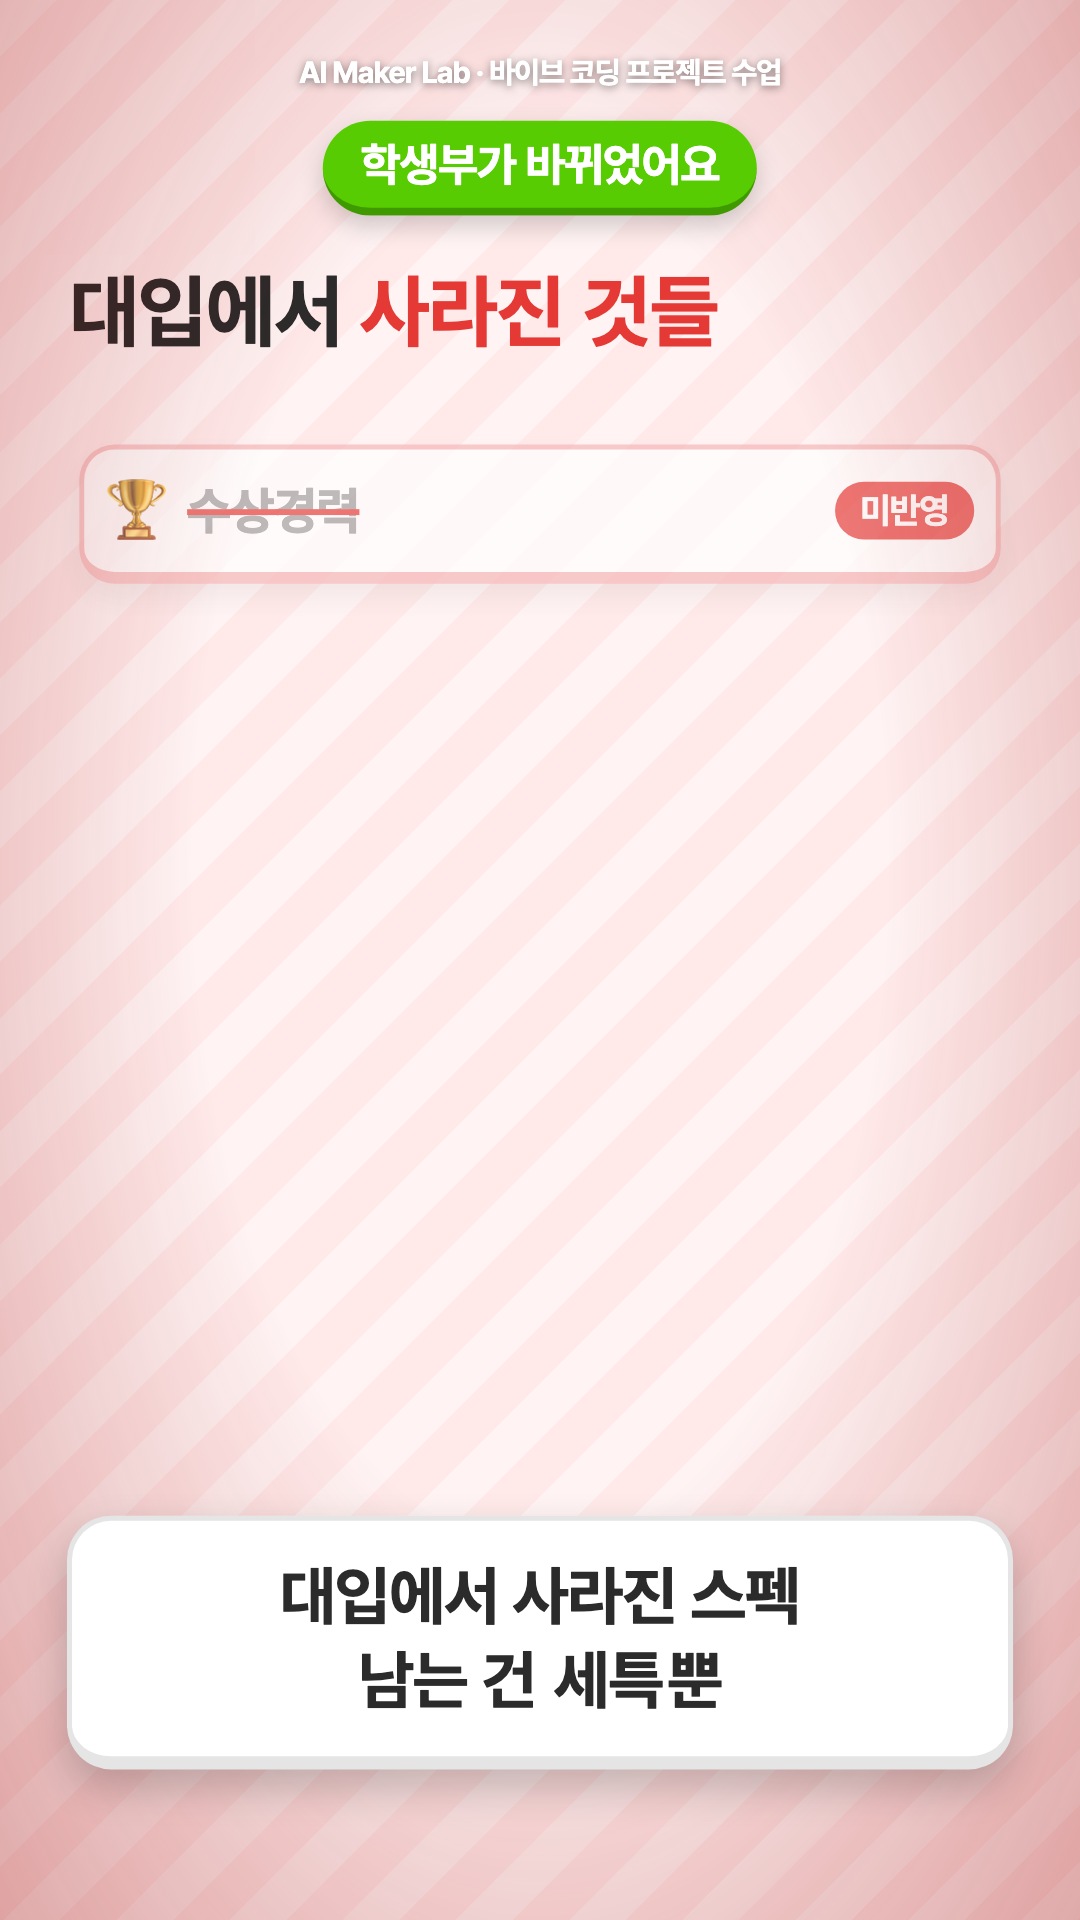 AI Maker Lab · 바이브 코딩 프로젝트 수업
학생부가 바뀌었어요
대입에서 사라진 것들
수상경력
미반영
대입에서 사라진 스펙
남는 건 세특뿐